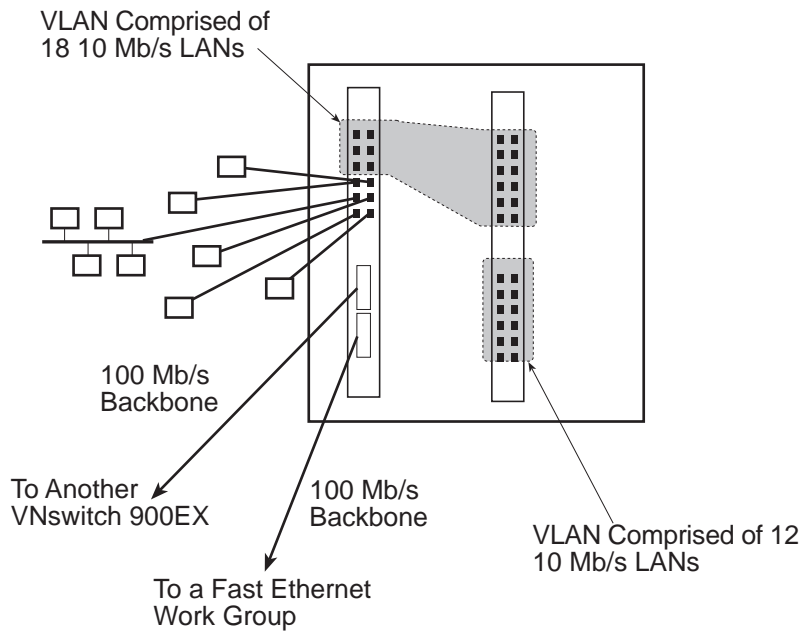 VLAN Comprised of
18 10 Mb/s LANs
100 Mb/s
Backbone
To Another
VNswitch 900EX
100 Mb/s
Backbone
To a Fast Ethernet
Work Group
VLAN Comprised of 12
10 Mb/s LANs